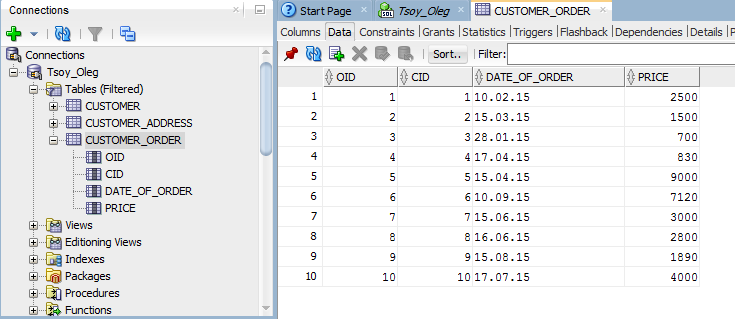 Connections
Connections
Tsoy_Oleg
Tables (Filtered)
CUSTOMER
CUSTOMER_ADDRESS
CUSTOMER_ORDER
OID
CID
DATE_OF_ORDER
PRICE
Views
Editioning Views
Indexes
Packages
Procedures
Functions
Start Page Tsoy_Oleg CUSTOMER_ORDER
Columns Data Constraints Grants Statistics Triggers Flashback Dependencies Details P
Sort.. Filter:
OID CID DATE_OF_ORDER PRICE
1 1 1 10.02.15 2500
2 2 2 15.03.15 1500
3 3 3 28.01.15 700
4 4 4 17.04.15 830
5 5 5 15.04.15 9000
6 6 6 10.09.15 7120
7 7 7 15.06.15 3000
8 8 8 16.06.15 2800
9 9 9 15.08.15 1890
10 10 10 17.07.15 4000